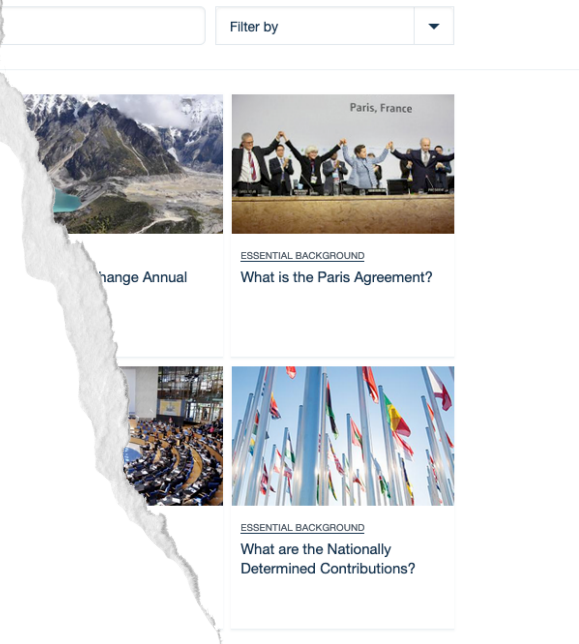 Filter by
Paris, France
ESSENTIAL BACKGROUND
hange Annual
What is the Paris Agreement?
ESSENTIAL BACKGROUND
What are the Nationally
Determined Contributions?